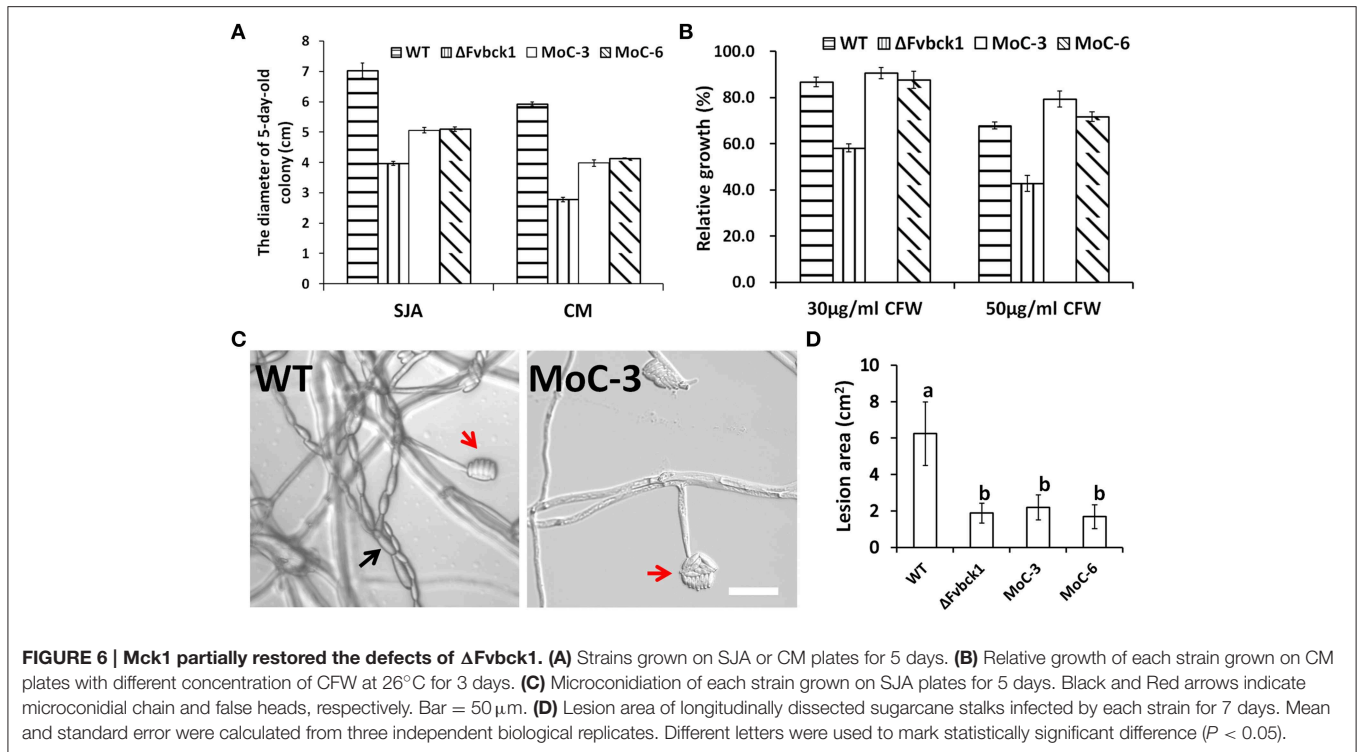 A
The diameter of 5-day-old
colony (cm)
8
7
6
5
4
3
2
1
0
WT ΔFvbck1 MoC-3 MoC-6
SJA CM
B
Relative growth (%)
100.0
80.0
60.0
40.0
20.0
0.0
WT ΔFvbck1 MoC-3 MoC-6
30µg/ml CFW 50µg/ml CFW
C
WT
MoC-3
D
Lesion area (cm²)
10
8
6
4
2
0
a
b
b
b
WT
ΔFvbck1
MoC-3
MoC-6
FIGURE 6 | Mck1 partially restored the defects of ΔFvbck1. (A) Strains grown on SJA or CM plates for 5 days. (B) Relative growth of each strain grown on CM
plates with different concentration of CFW at 26°C for 3 days. (C) Microconidiation of each strain grown on SJA plates for 5 days. Black and Red arrows indicate
microconidial chain and false heads, respectively. Bar = 50 µm. (D) Lesion area of longitudinally dissected sugarcane stalks infected by each strain for 7 days. Mean
and standard error were calculated from three independent biological replicates. Different letters were used to mark statistically significant difference (P < 0.05).